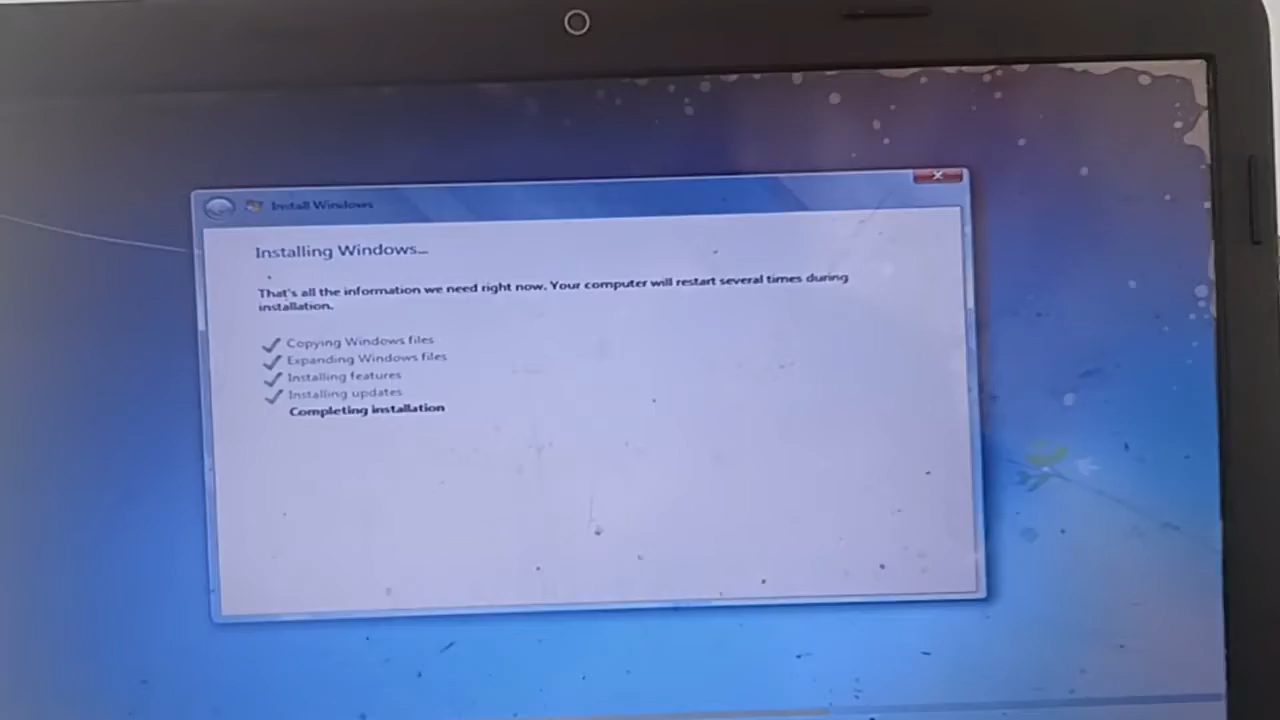 Install Windows
Installing Windows...
That's all the information we need right now. Your computer will restart several times during
installation.
Copying Windows files
Expanding Windows files
Installing features
Installing updates
Completing installation